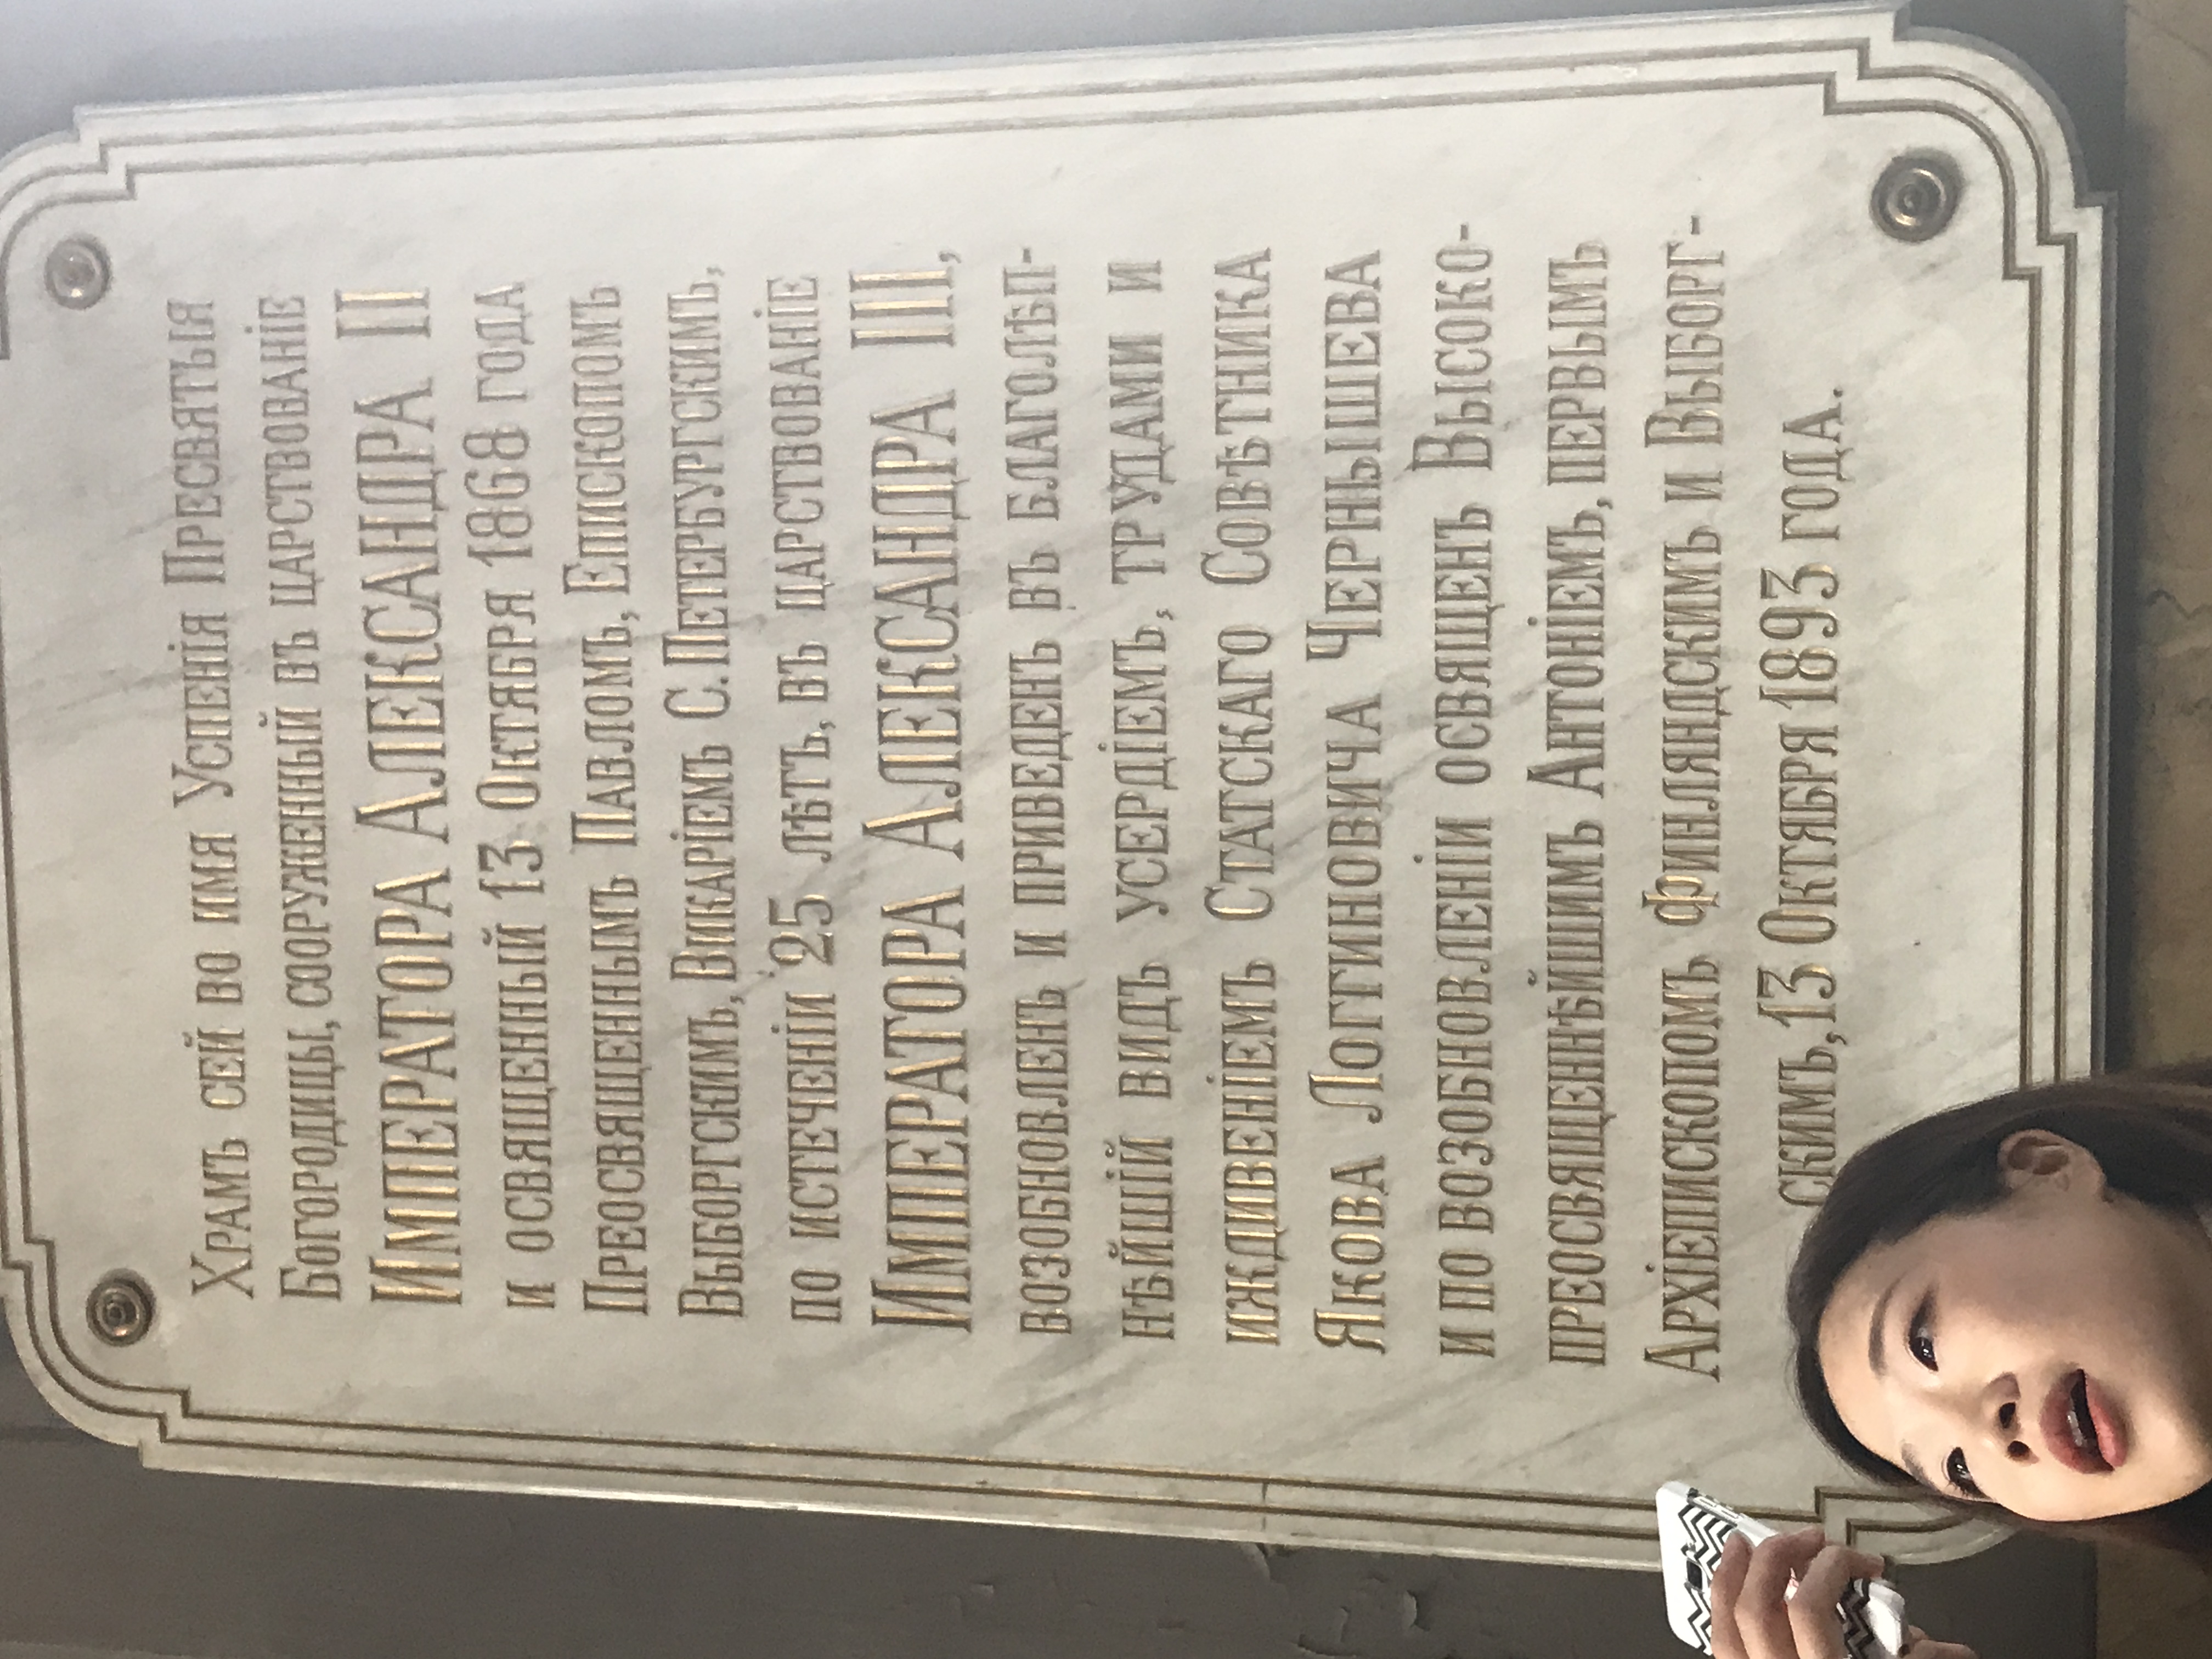 Храмъ сей во имя Успенія Пресвятыя
Богородицы, сооруженный въ царствованіе
Императора Александра II
и освященный 13 Октября 1868 года
Преосвященнымъ Павломъ, Епископомъ
Выборгскимъ, Викаріемъ С. Петербургскимъ,
по истеченіи 25 лѣтъ, въ царствованіе
Императора Александра III,
возобновленъ и приведенъ въ благолѣп-
нѣйшій видъ усердіемъ, трудами и
иждивеніемъ Статскаго Совѣтника
Якова Логгиновича Чернышева
и по возобновленіи освященъ Высоко-
преосвященнѣйшимъ Антоніемъ, первымъ
Архіепископомъ Финляндскимъ и Выборг-
скимъ, 13 Октября 1893 года.